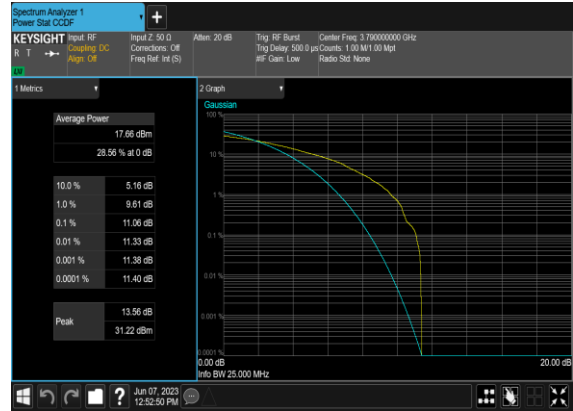 Spectrum Analyzer 1
Power Stat CCDF
KEYSIGHT
R T
LXI
Input: RF
Coupling: DC
Align: Off
Input Z: 50 Ω
Corrections: Off
Freq Ref: Int (S)
Atten: 20 dB
Trig: RF Burst
Trig Delay: 500.0 µs
#IF Gain: Low
Center Freq: 3.790000000 GHz
Counts: 1.00 M/1.00 Mpt
Radio Std: None
1 Metrics
Average Power
17.66 dBm
28.56 % at 0 dB
10.0 % 5.16 dB
1.0 % 9.61 dB
0.1 % 11.06 dB
0.01 % 11.33 dB
0.001 % 11.38 dB
0.0001 % 11.40 dB
Peak
13.56 dB
31.22 dBm
2 Graph
Gaussian
100 %
10 %
1 %
0.1 %
0.01 %
0.001 %
0.0001 %
0.00 dB
20.00 dB
Info BW 25.000 MHz
?
Jun 07, 2023
12:52:50 PM